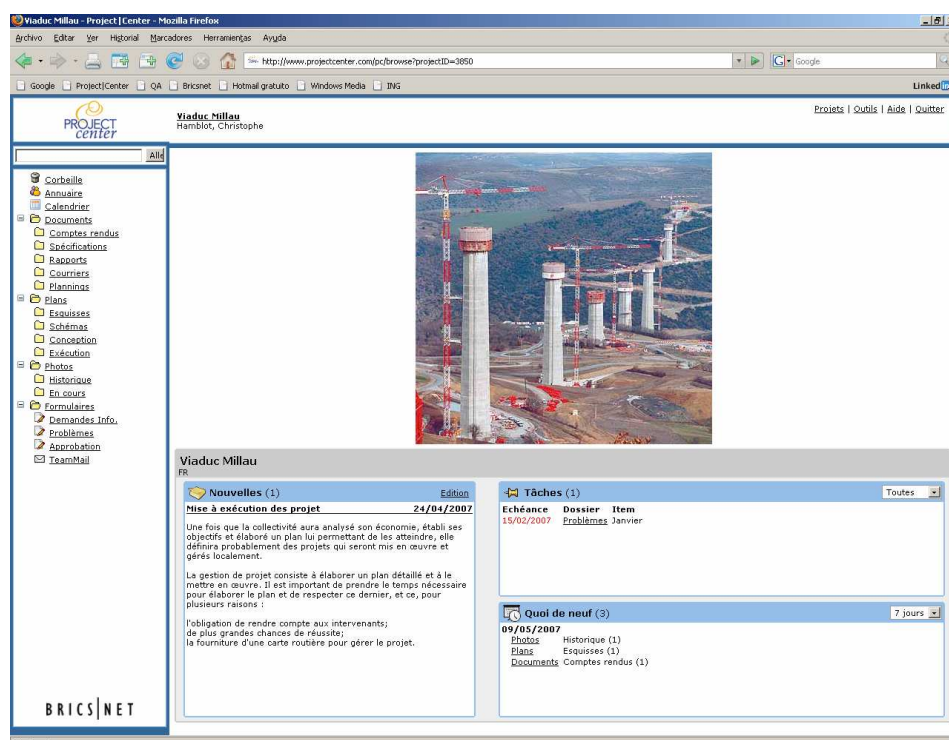 Viaduc Millau - Project|Center - Mozilla Firefox
Archivo Editar Ver Historial Marcadores Herramientas Ayuda
http://www.projectcenter.com/pc/browse?projectID=3850
Google
Google Project|Center QA Bricsnet Hotmail gratuito Windows Media ING
Linked in
PROJECT center
Viaduc Millau
Hamblot, Christophe
Projets | Outils | Aide | Quitter
Alle
Corbeille
Annuaire
Calendrier
Documents
Comptes rendus
Spécifications
Rapports
Courriers
Plannings
Plans
Esquisses
Schémas
Conception
Exécution
Photos
Historique
En cours
Formulaires
Demandes Info.
Problèmes
Approbation
TeamMail
BRICSNET
Viaduc Millau
FR
Nouvelles (1) Edition
Mise à exécution des projet 24/04/2007
Une fois que la collectivité aura analysé son économie, établi ses
objectifs et élaboré un plan lui permettant de les atteindre, elle
définira probablement des projets qui seront mis en œuvre et
gérés localement.
La gestion de projet consiste à élaborer un plan détaillé et à le
mettre en œuvre. Il est important de prendre le temps nécessaire
pour élaborer le plan et de respecter ce dernier, et ce, pour
plusieurs raisons :
l'obligation de rendre compte aux intervenants;
de plus grandes chances de réussite;
la fourniture d'une carte routière pour gérer le projet.
Tâches (1) Toutes
Echéance Dossier Item
15/02/2007 Problèmes Janvier
Quoi de neuf (3) 7 jours
09/05/2007
Photos Historique (1)
Plans Esquisses (1)
Documents Comptes rendus (1)